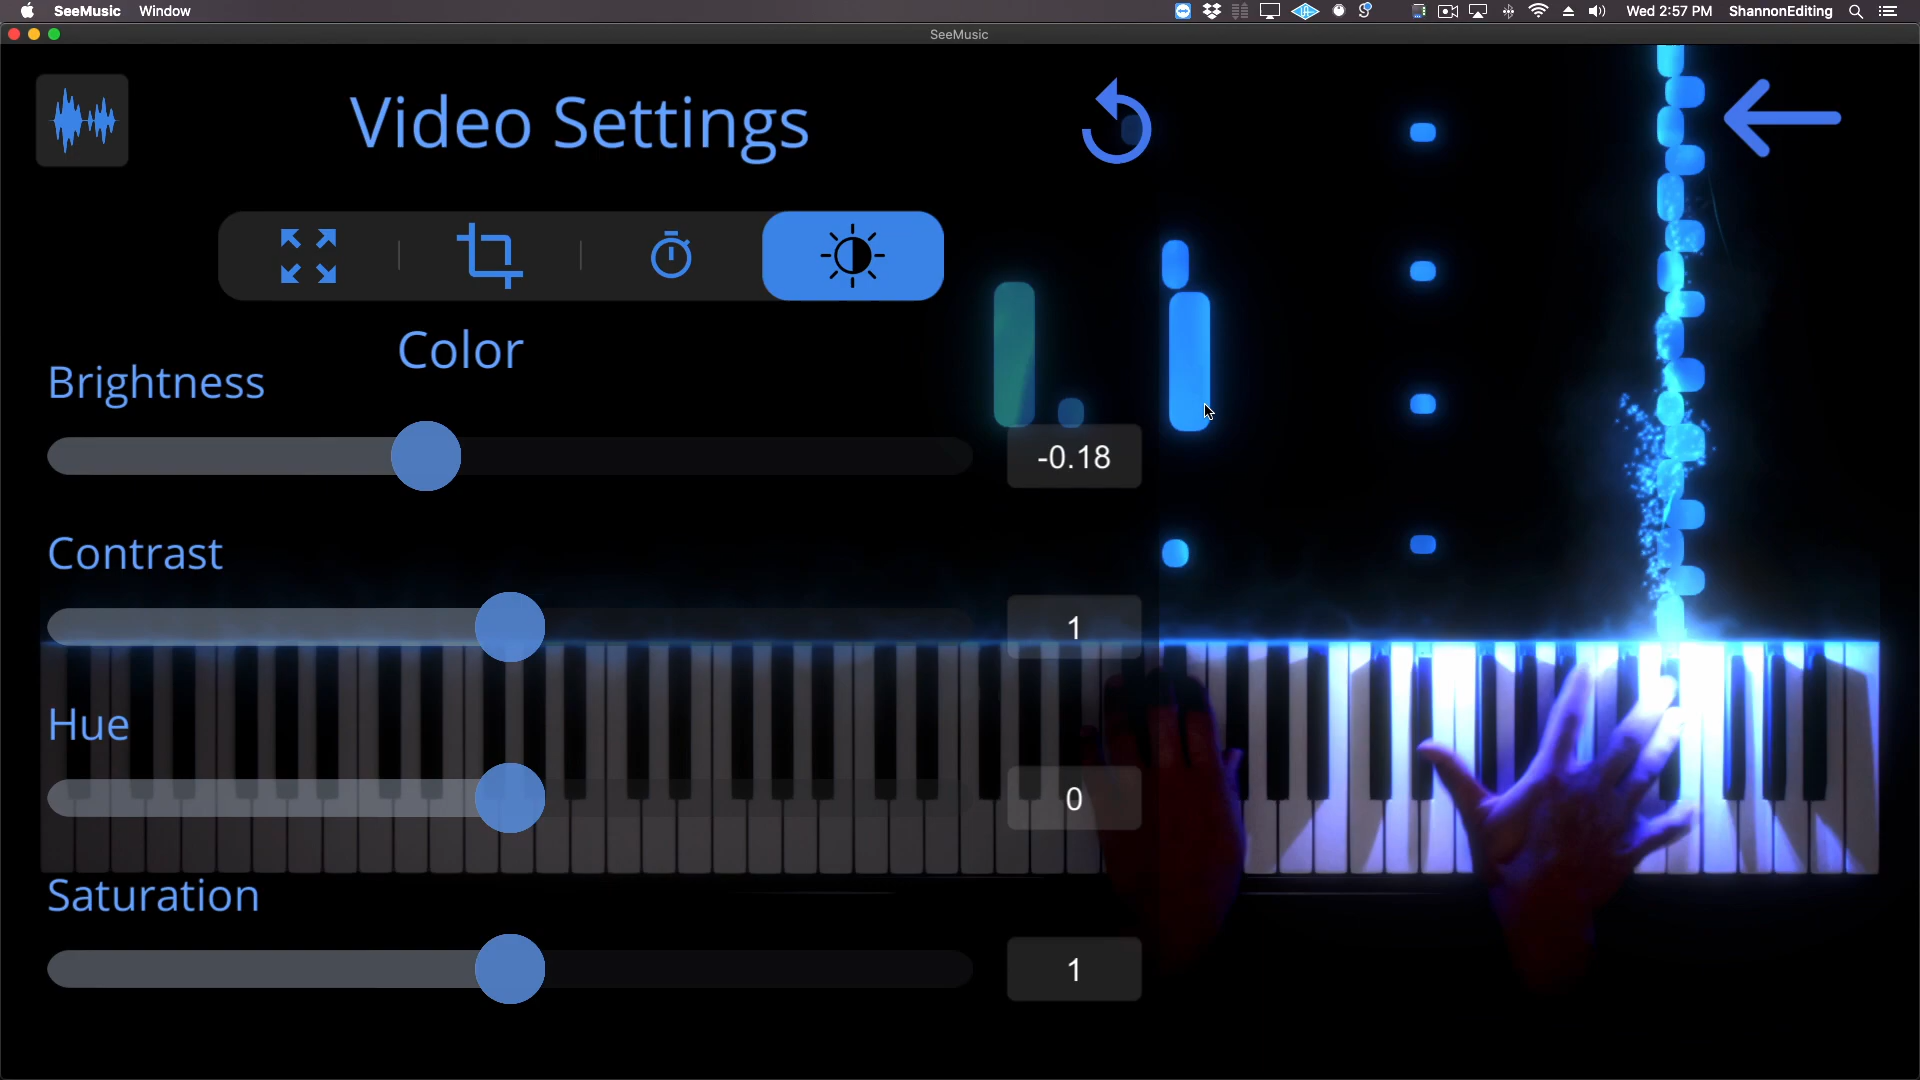 SeeMusic Window Wed 2:57 PM ShannonEditing
SeeMusic
Video Settings
Color
Brightness
-0.18
Contrast
1
Hue
0
Saturation
1